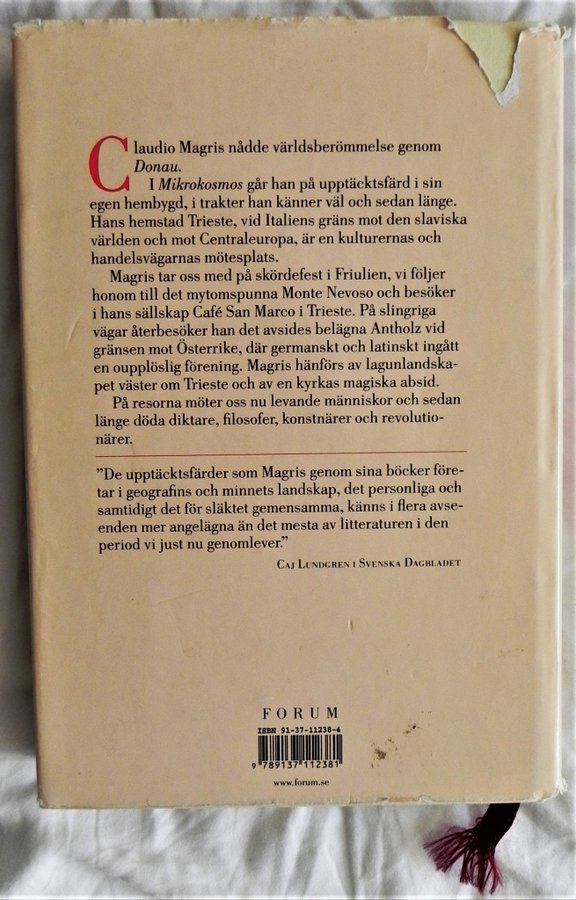 Claudio Magris nådde världsberömmelse genom
Donau.
I Mikrokosmos går han på upptäcktsfärd i sin
egen hembygd, i trakter han känner väl och sedan länge.
Hans hemstad Trieste, vid Italiens gräns mot den slaviska
världen och mot Centraleuropa, är en kulturernas och
handelsvägarnas mötesplats.
Magris tar oss med på skördefest i Friulien, vi följer
honom till det mytomspunna Monte Nevoso och besöker
i hans sällskap Café San Marco i Trieste. På slingriga
vägar återbesöker han det avsides belägna Antholz vid
gränsen mot Österrike, där germanskt och latinskt ingått
en oupplöslig förening. Magris hänförs av lagunlandska-
pet väster om Trieste och av en kyrkas magiska absid.
På resorna möter oss nu levande människor och sedan
länge döda diktare, filosofer, konstnärer och revolutio-
närer.
”De upptäcktsfärder som Magris genom sina böcker före-
tar i geografins och minnets landskap, det personliga och
samtidigt det för släktet gemensamma, känns i flera avse-
enden mer angelägna än det mesta av litteraturen i den
period vi just nu genomlever.”
Caj Lundgren i Svenska Dagbladet
FORUM
ISBN 91-37-11238-4
9 789137 112381
www.forum.se